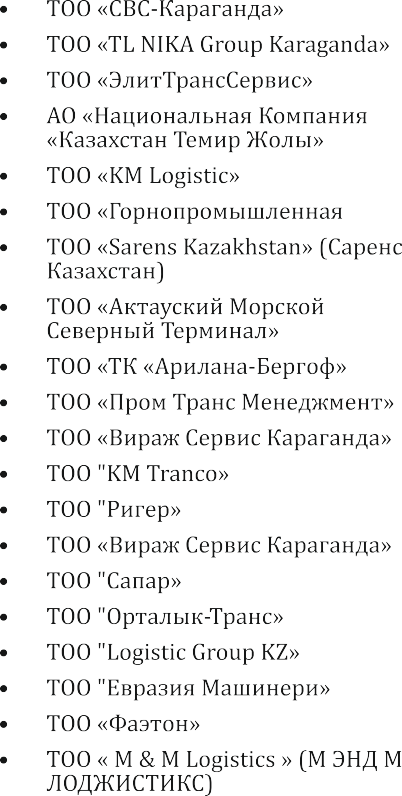 • ТОО «СВС-Караганда»
• ТОО «TL NIKA Group Karaganda»
• ТОО «ЭлитТрансСервис»
• АО «Национальная Компания
«Казахстан Темир Жолы»
• ТОО «KM Logistic»
• ТОО «Горнопромышленная
• ТОО «Sarens Kazakhstan» (Саренс
Казахстан)
• ТОО «Актауский Морской
Северный Терминал»
• ТОО «ТК «Арилана-Бергоф»
• ТОО «Пром Транс Менеджмент»
• ТОО «Вираж Сервис Караганда»
• ТОО "KM Tranco»
• ТОО "Ригер»
• ТОО «Вираж Сервис Караганда»
• ТОО "Сапар»
• ТОО "Орталык-Транс»
• ТОО "Logistic Group KZ»
• ТОО "Евразия Машинери»
• ТОО «Фаэтон»
• ТОО « M & M Logistics » (М ЭНД М
ЛОДЖИСТИКС)